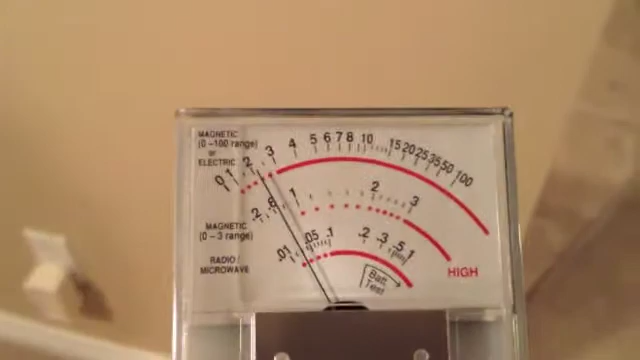 MAGNETIC
(0-100 range)
or
ELECTRIC
0 1 2 3 4 5 6 7 8 10 15 20 25 35 50 100
MAGNETIC
(0-3 range)
.2 .6 1 2 3
RADIO/
MICROWAVE
.01 .05 .1 .2 .3 .5 1
HIGH
Batt
Test